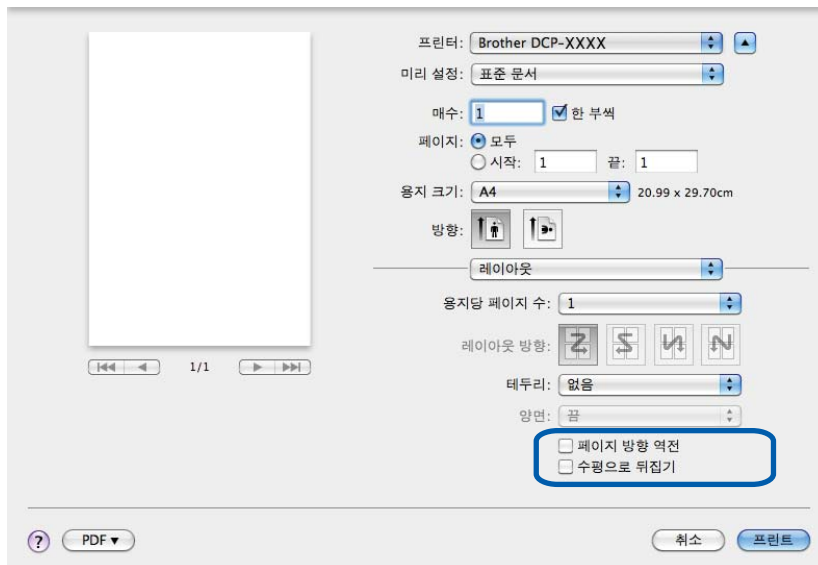 프린터: Brother DCP-XXXX
미리 설정: 표준 문서
매수: 1 한 부씩
페이지: 모두
시작: 1 끝: 1
용지 크기: A4 20.99 x 29.70cm
방향:
레이아웃
용지당 페이지 수: 1
레이아웃 방향:
1/1
테두리: 없음
양면: 끔
페이지 방향 역전
수평으로 뒤집기
? PDF ▼ 취소 프린트